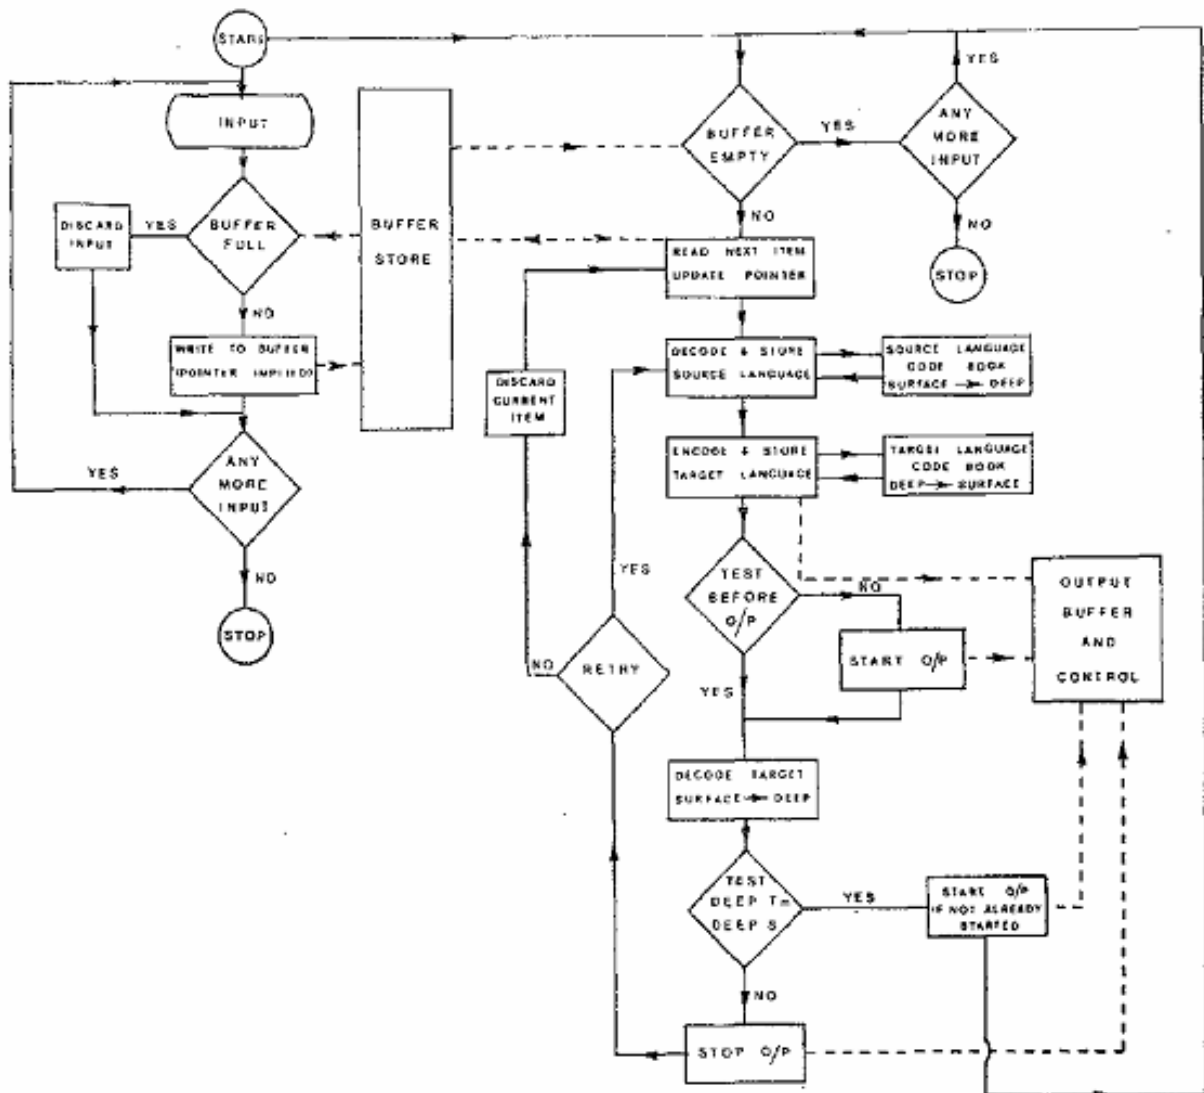 START
INPUT
BUFFER
FULL
YES
DISCARD
INPUT
NO
WRITE TO BUFFER
(POINTER IMPLIED)
ANY
MORE
INPUT
YES
NO
STOP
BUFFER
STORE
BUFFER
EMPTY
YES
ANY
MORE
INPUT
YES
NO
STOP
NO
READ NEXT ITEM
UPDATE POINTER
DECODE & STORE
SOURCE LANGUAGE
SOURCE LANGUAGE
CODE BOOK
SURFACE → DEEP
DISCARD
CURRENT
ITEM
ENCODE & STORE
TARGET LANGUAGE
TARGET LANGUAGE
CODE BOOK
DEEP → SURFACE
TEST
BEFORE
O/P
NO
START O/P
YES
OUTPUT
BUFFER
AND
CONTROL
YES
RETRY
NO
DECODE TARGET
SURFACE → DEEP
TEST
DEEP T=
DEEP S
YES
START O/P
IF NOT ALREADY
STARTED
NO
STOP O/P